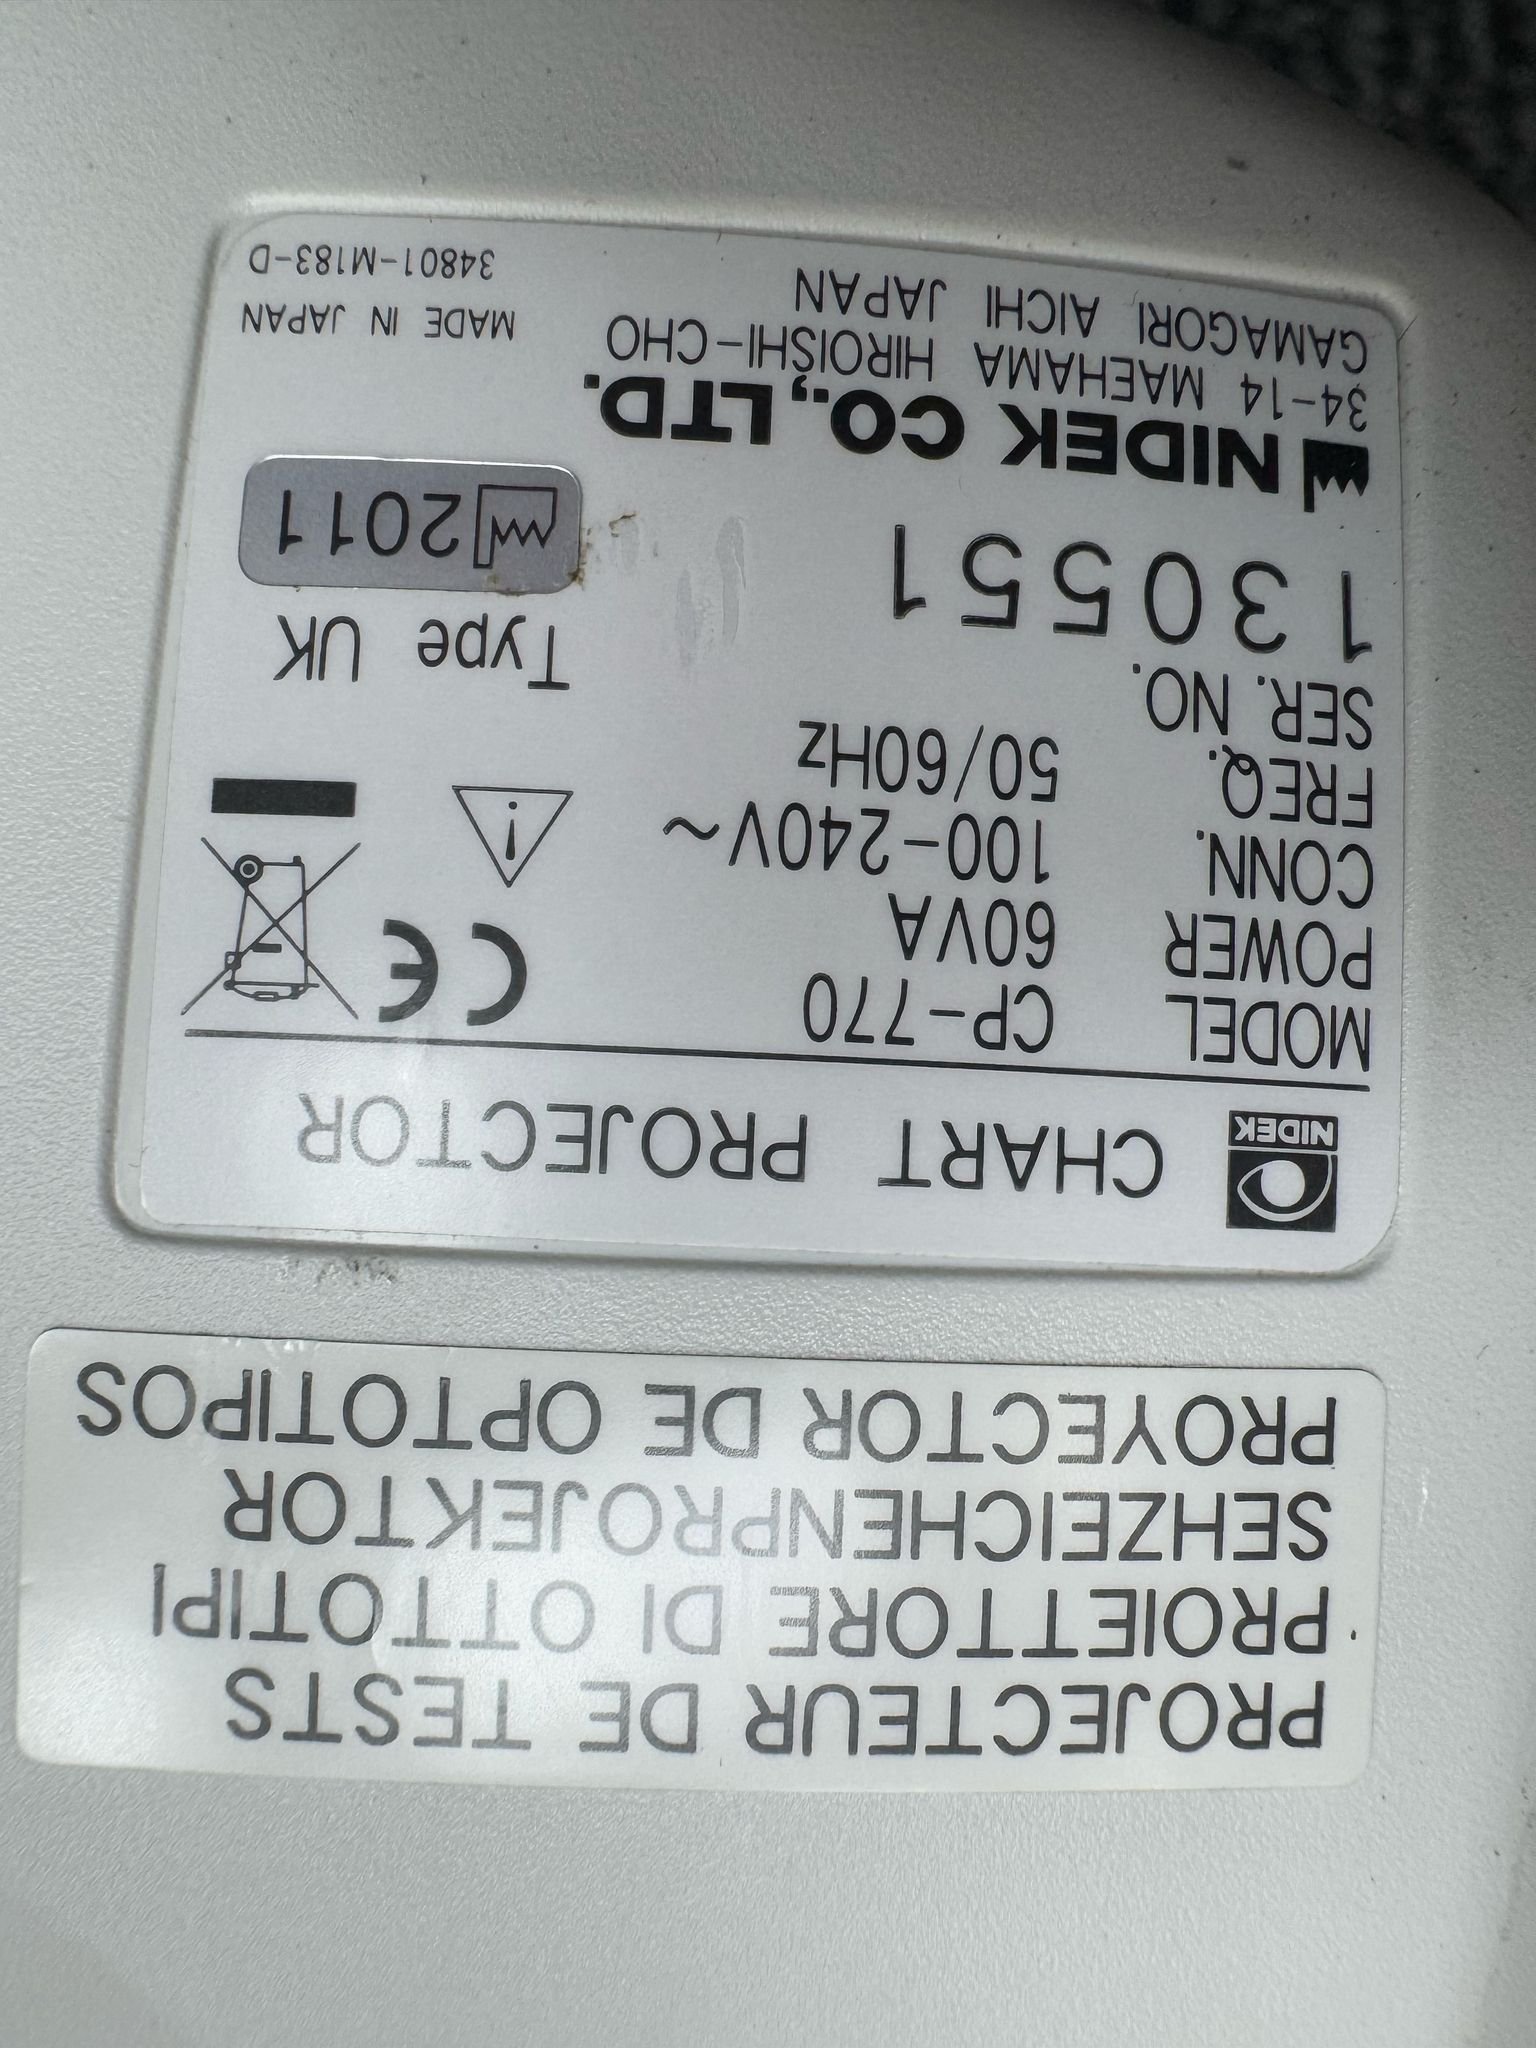 PROJECTEUR DE TESTS
PROIETTORE DI OTTOTIPI
SEHZEICHENPROJEKTOR
PROYECTOR DE OPTOTIPOS
NIDEK
CHART PROJECTOR
MODEL CP-770
POWER 60VA
CONN. 100-240V~
FREQ. 50/60Hz
CE
SER. NO.
130551
Type UK
2011
NIDEK CO., LTD.
34-14 MAEHAMA HIROISHI-CHO
GAMAGORI AICHI JAPAN
MADE IN JAPAN
34801-M183-D